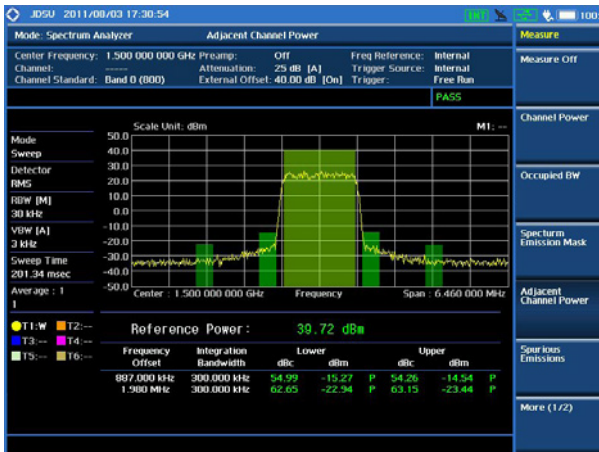 JDSU 2011/08/03 17:30:54 INT 100
Mode: Spectrum Analyzer Adjacent Channel Power Measure
Center Frequency: 1.500 000 000 GHz Preamp: Off Freq Reference: Internal Measure Off
Channel: ----- Attenuation: 25 dB [A] Trigger Source: Internal
Channel Standard: Band 0 (800) External Offset: 40.00 dB [On] Trigger: Free Run
PASS
Channel Power
Scale Unit: dBm M1: --
Mode
Sweep
Detector
RMS
RBW [M]
30 kHz
VBW [A]
3 kHz
Sweep Time
201.34 msec
Average : 1
1
50.0
40.0
30.0
20.0
10.0
0.0
-10.0
-20.0
-30.0
-40.0
-50.0
Center : 1.500 000 000 GHz Frequency Span : 6.460 000 MHz
Occupied BW
Specturm
Emission Mask
Adjacent
Channel Power
T1:W T2:--
T3:-- T4:--
T5:-- T6:--
Reference Power: 39.72 dBm
Frequency Offset Integration Bandwidth Lower Upper
dBc dBm dBc dBm
887.000 kHz 300.000 kHz 54.99 -15.27 P 54.26 -14.54 P
1.980 MHz 300.000 kHz 62.65 -22.94 P 63.15 -23.44 P
Spurious
Emissions
More (1/2)